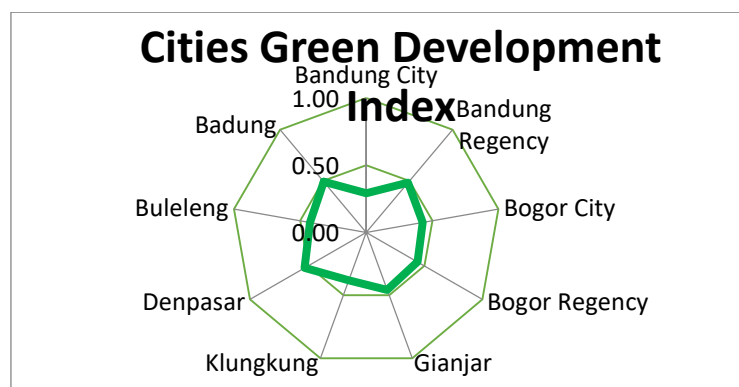 Cities Green Development
Index
Bandung City
1.00
0.50
0.00
Bandung
Regency
Bogor City
Bogor Regency
Gianjar
Klungkung
Denpasar
Buleleng
Badung